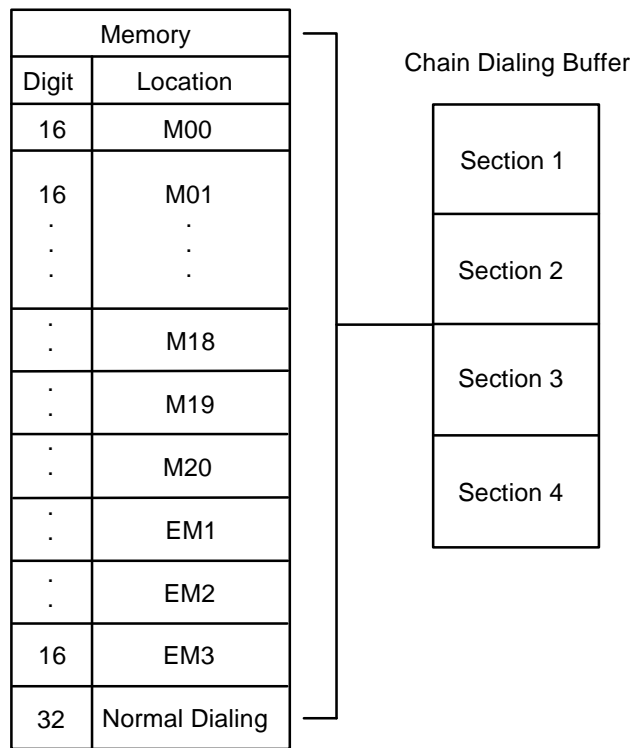 Memory
Digit Location
16 M00
16 M01
. .
. .
. .
. M18
.
. M19
.
. M20
.
. EM1
.
. EM2
.
16 EM3
32 Normal Dialing
Chain Dialing Buffer
Section 1
Section 2
Section 3
Section 4